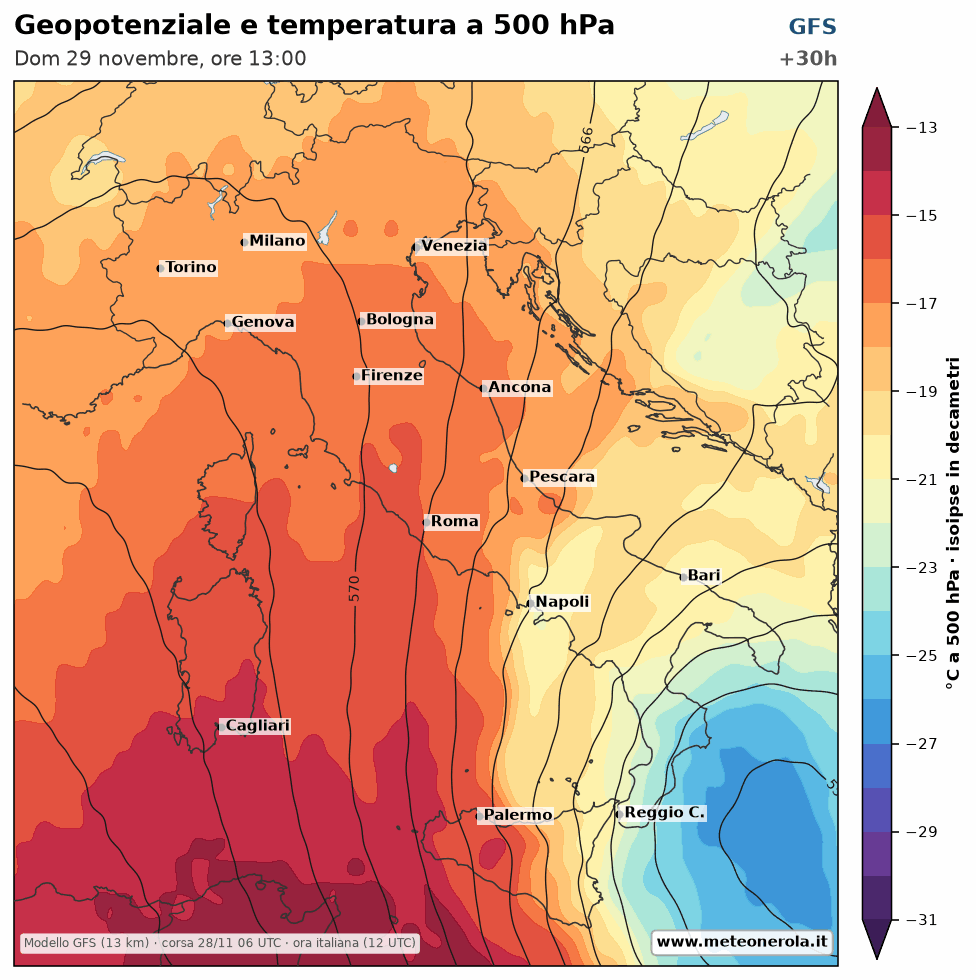 Geopotenziale e temperatura a 500 hPa
GFS
Dom 29 novembre, ore 13:00
+30h
566
Milano
Venezia
Torino
Genova
Bologna
Firenze
Ancona
Pescara
Roma
Bari
570
Napoli
Cagliari
Palermo
Reggio C.
−13
−15
−17
−19
−21
−23
−25
−27
−29
−31
°C a 500 hPa · isoipse in decametri
Modello GFS (13 km) · corsa 28/11 06 UTC · ora italiana (12 UTC)
www.meteonerola.it